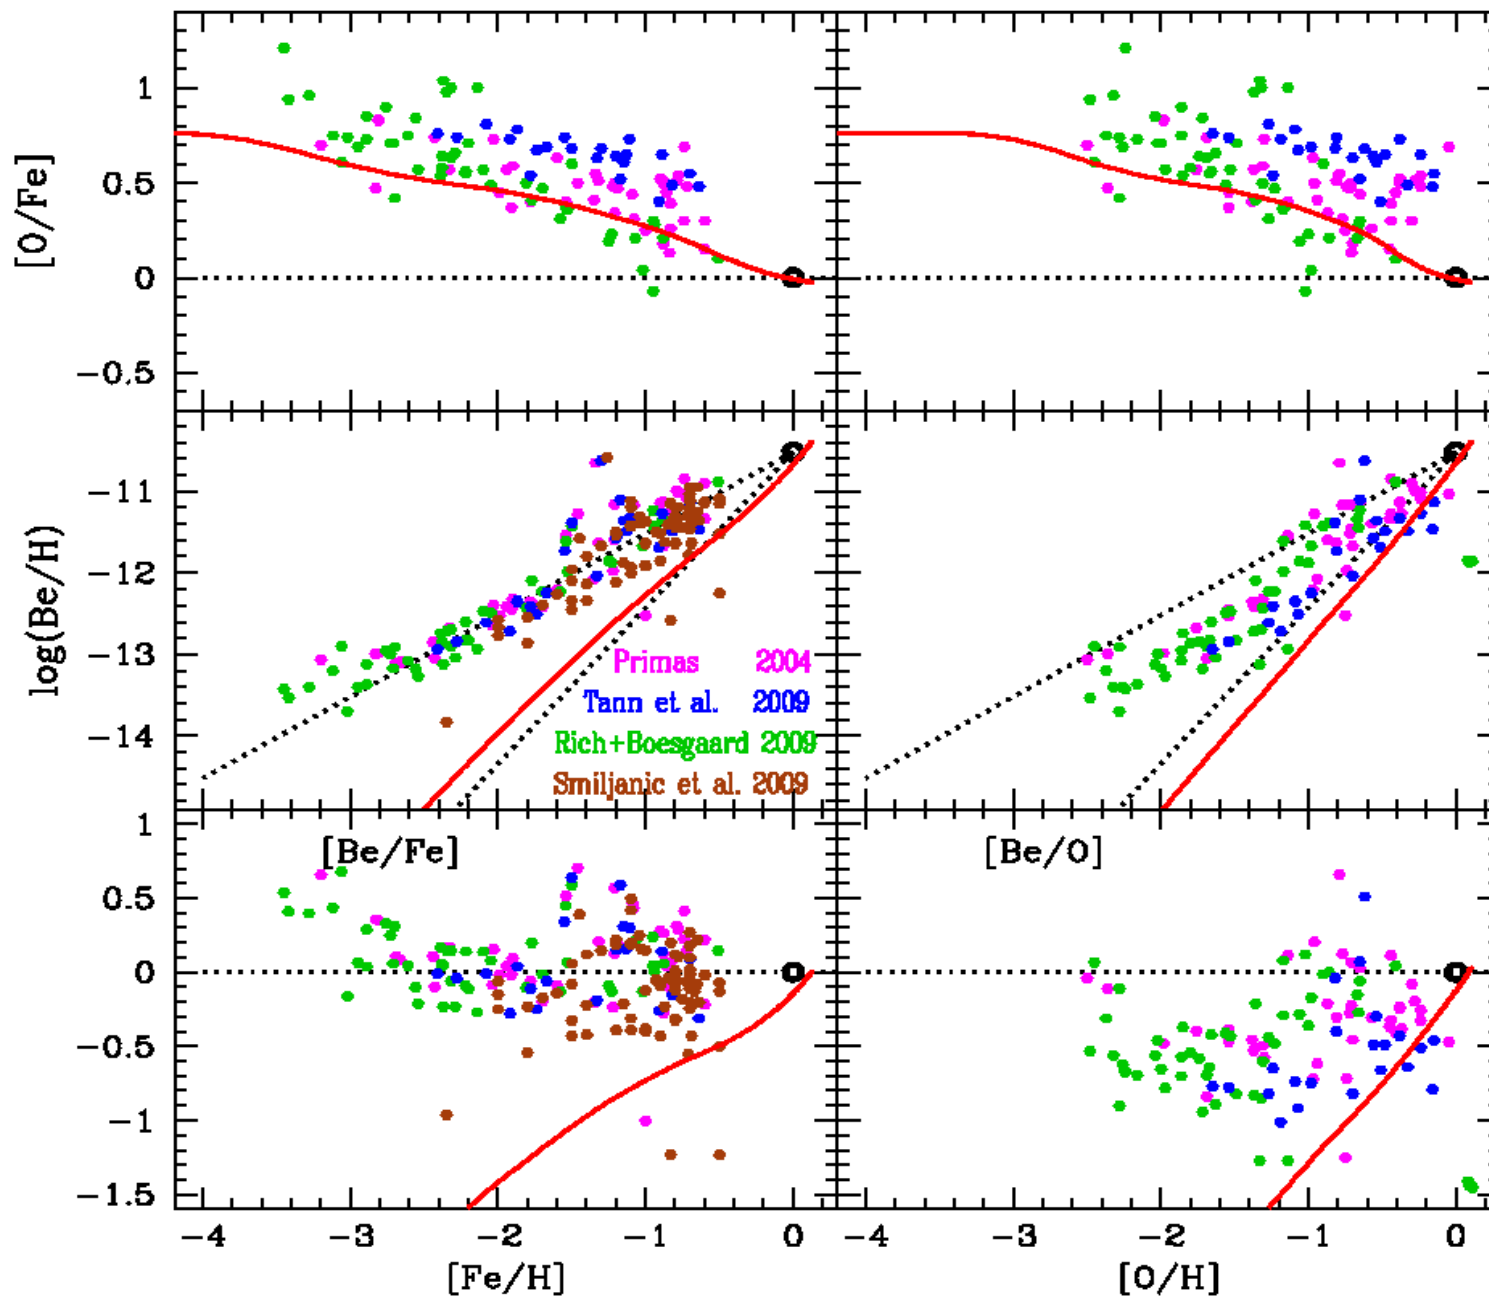 [O/Fe]
1
0.5
0
−0.5
log(Be/H)
−11
−12
−13
−14
Primas 2004
Tann et al. 2009
Rich+Boesgaard 2009
Smiljanic et al. 2009
1
0.5
0
−0.5
−1
−1.5
[Be/Fe]
[Be/O]
−4 −3 −2 −1 0 −4 −3 −2 −1 0
[Fe/H] [O/H]